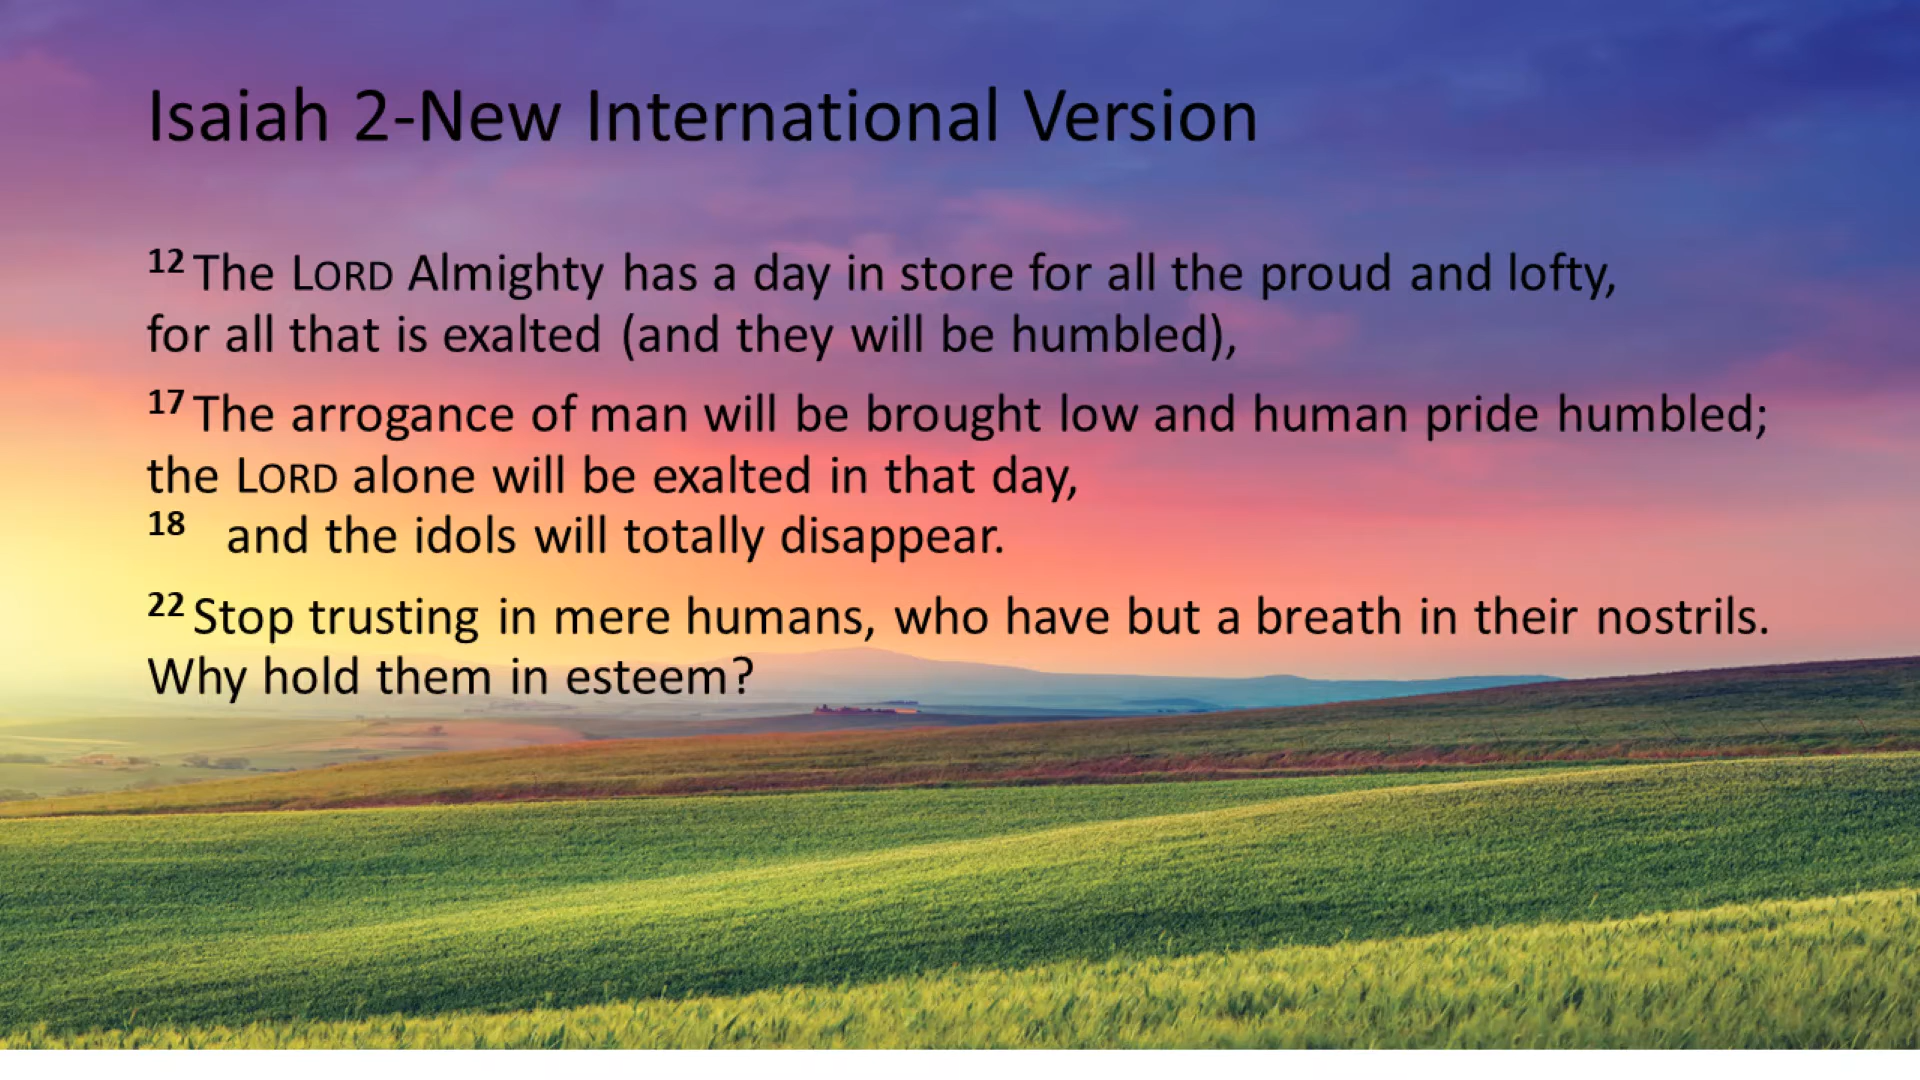 Isaiah 2-New International Version
12 The LORD Almighty has a day in store for all the proud and lofty,
for all that is exalted (and they will be humbled),
17 The arrogance of man will be brought low and human pride humbled;
the LORD alone will be exalted in that day,
18 and the idols will totally disappear.
22 Stop trusting in mere humans, who have but a breath in their nostrils.
Why hold them in esteem?